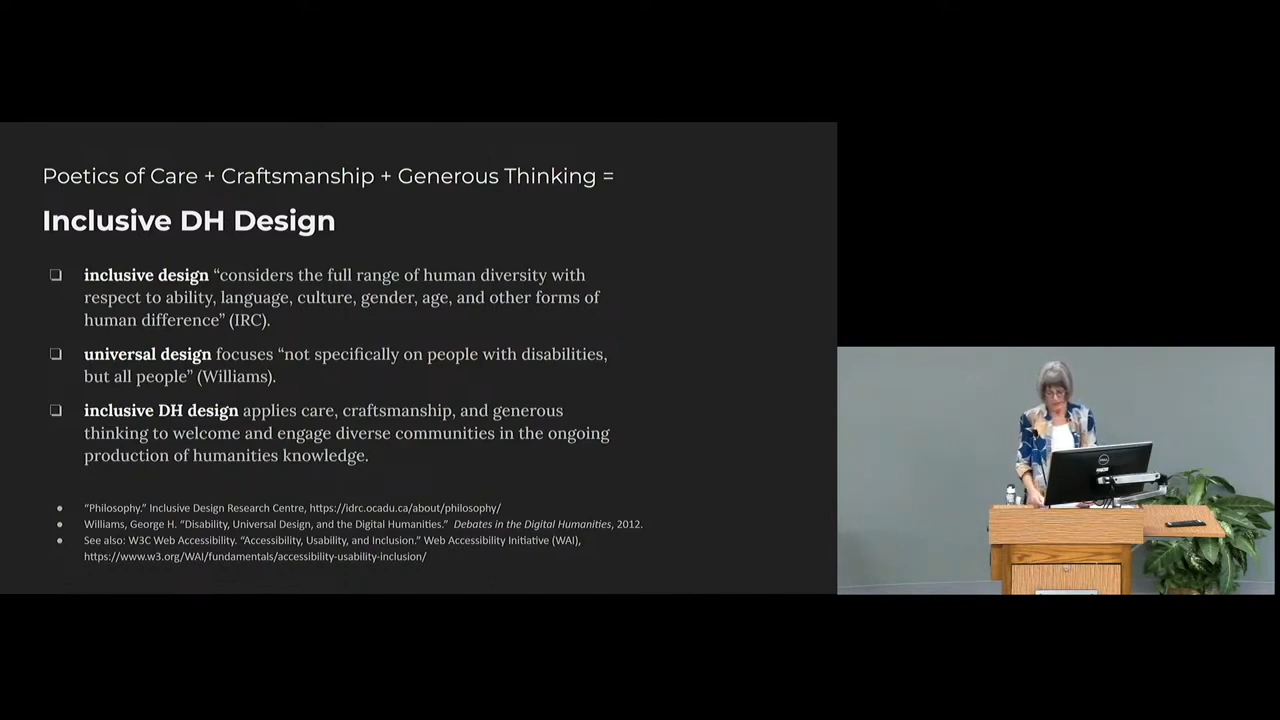 Poetics of Care + Craftsmanship + Generous Thinking =
Inclusive DH Design
❏ inclusive design “considers the full range of human diversity with
respect to ability, language, culture, gender, age, and other forms of
human difference” (IRC).
❏ universal design focuses “not specifically on people with disabilities,
but all people” (Williams).
❏ inclusive DH design applies care, craftsmanship, and generous
thinking to welcome and engage diverse communities in the ongoing
production of humanities knowledge.
● “Philosophy.” Inclusive Design Research Centre, https://idrc.ocadu.ca/about/philosophy/
● Williams, George H. “Disability, Universal Design, and the Digital Humanities.” Debates in the Digital Humanities, 2012.
● See also: W3C Web Accessibility. “Accessibility, Usability, and Inclusion.” Web Accessibility Initiative (WAI),
https://www.w3.org/WAI/fundamentals/accessibility-usability-inclusion/
DELL